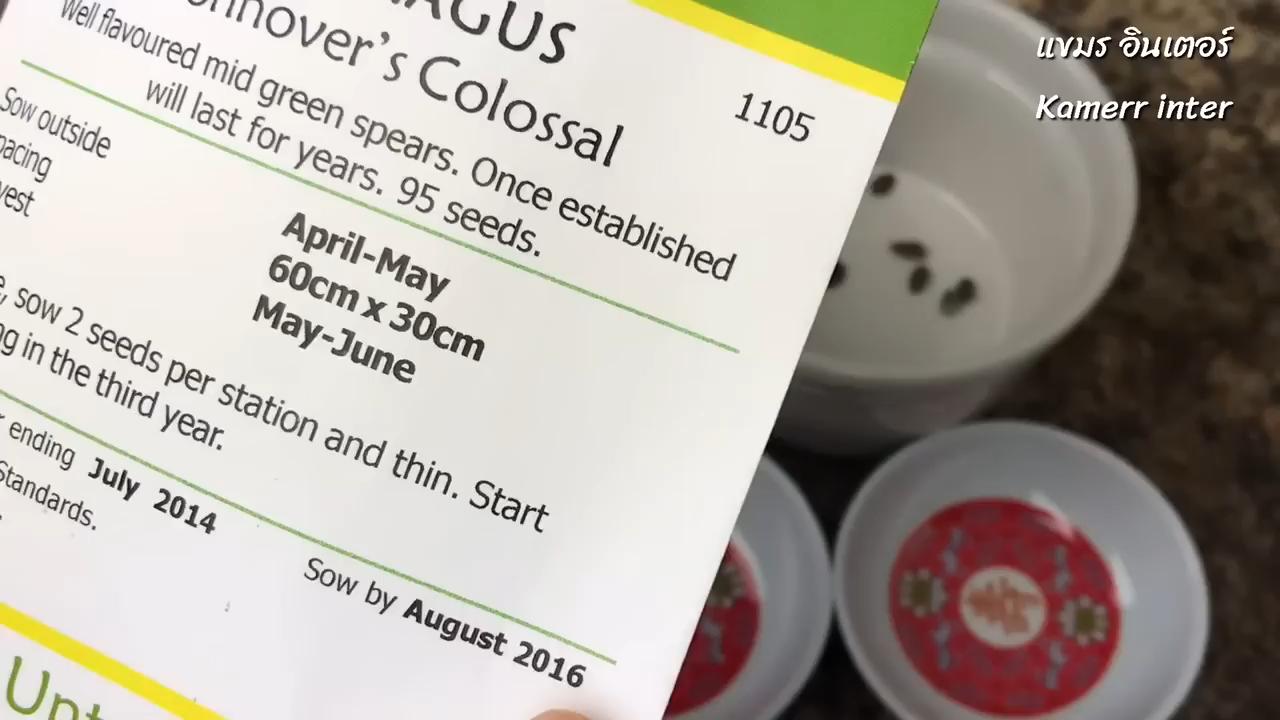 AGUS
nnover's Colossal
1105
Well flavoured mid green spears. Once established
will last for years. 95 seeds.
Sow outside
pacing
vest
April-May
60cm x 30cm
May-June
sow 2 seeds per station and thin. Start
ng in the third year.
ending July 2014
Standards.
Sow by August 2016
แขมร อินเตอร์
Kamerr inter